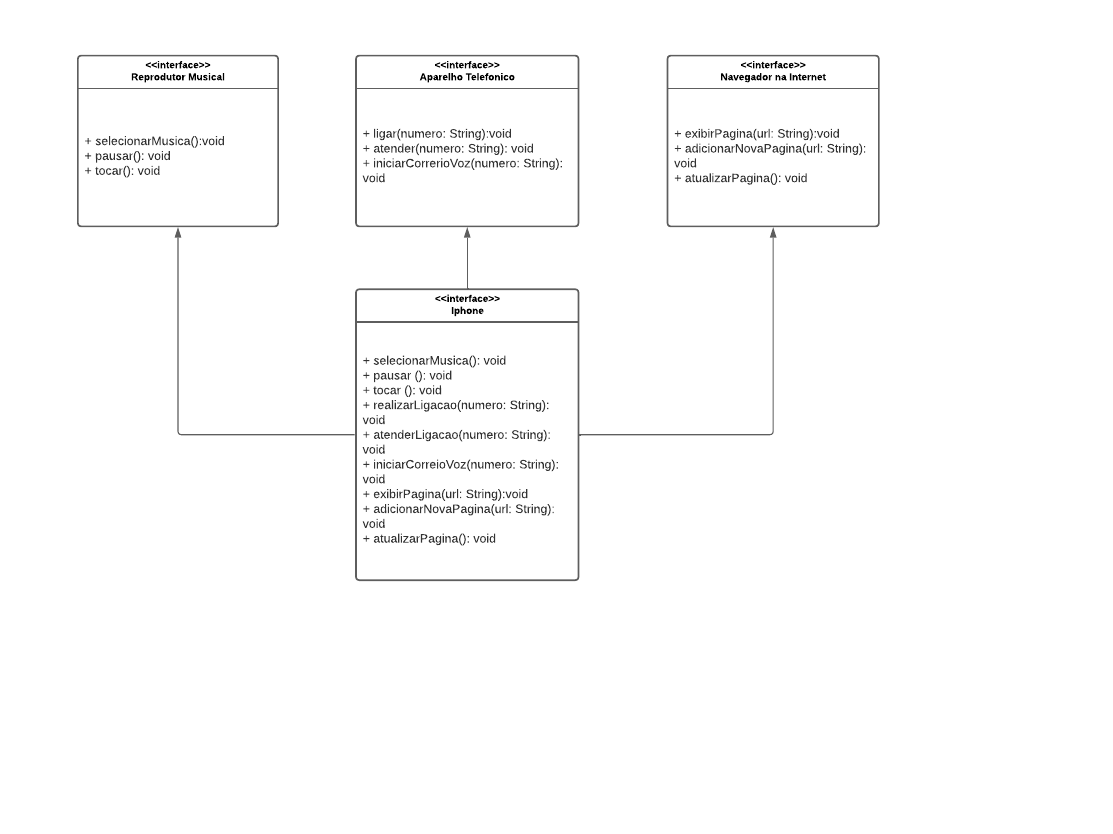 <<interface>>
Reprodutor Musical
+ selecionarMusica():void
+ pausar(): void
+ tocar(): void
<<interface>>
Aparelho Telefonico
+ ligar(numero: String):void
+ atender(numero: String): void
+ iniciarCorrerioVoz(numero: String):
void
<<interface>>
Navegador na Internet
+ exibirPagina(url: String):void
+ adicionarNovaPagina(url: String):
void
+ atualizarPagina(): void
<<interface>>
Iphone
+ selecionarMusica(): void
+ pausar (): void
+ tocar (): void
+ realizarLigacao(numero: String):
void
+ atenderLigacao(numero: String):
void
+ iniciarCorreioVoz(numero: String):
void
+ exibirPagina(url: String):void
+ adicionarNovaPagina(url: String):
void
+ atualizarPagina(): void